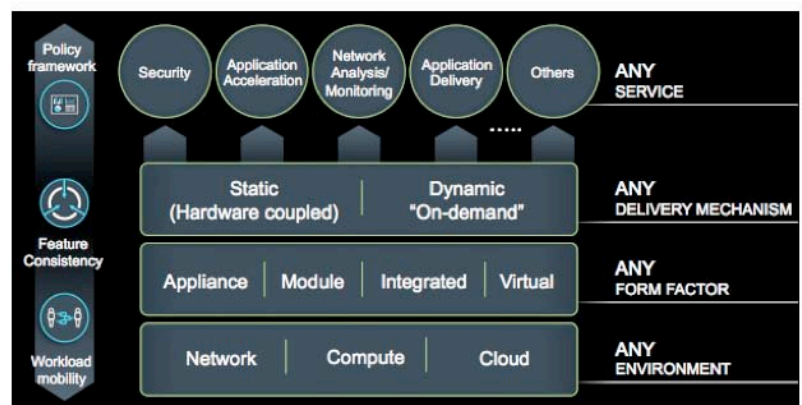 Policy
framework
Security
Application
Acceleration
Network
Analysis/
Monitoring
Application
Delivery
Others
ANY
SERVICE
.....
Static
(Hardware coupled)
Dynamic
“On-demand”
ANY
DELIVERY MECHANISM
Feature
Consistency
Appliance
Module
Integrated
Virtual
ANY
FORM FACTOR
Workload
mobility
Network
Compute
Cloud
ANY
ENVIRONMENT